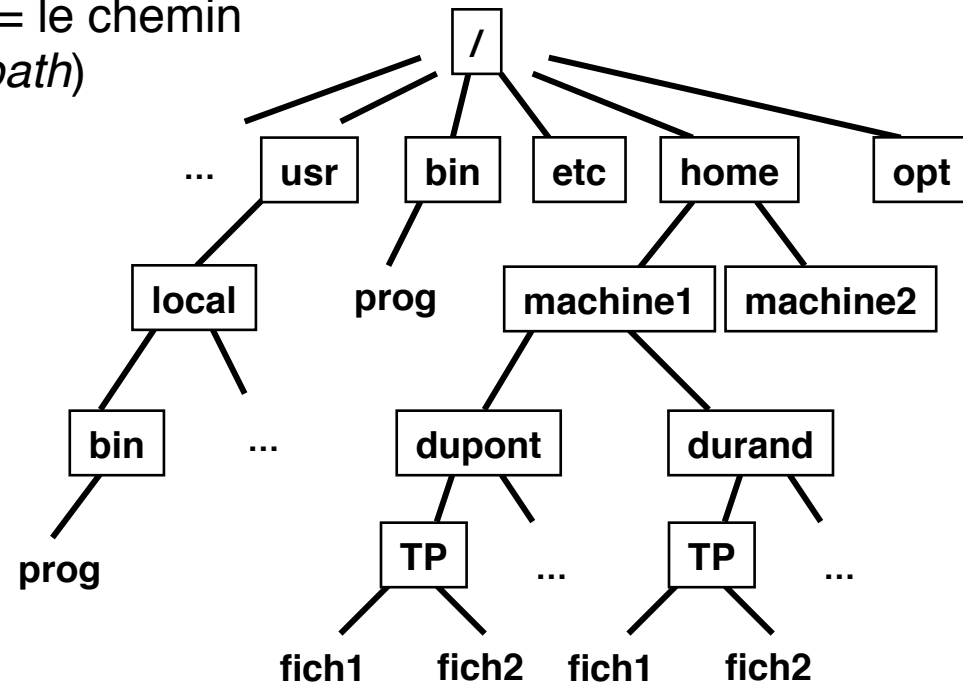 = le chemin
path)
/
... usr bin etc home opt
local prog machine1 machine2
bin ... dupont durand
prog TP ... TP ...
fich1 fich2 fich1 fich2